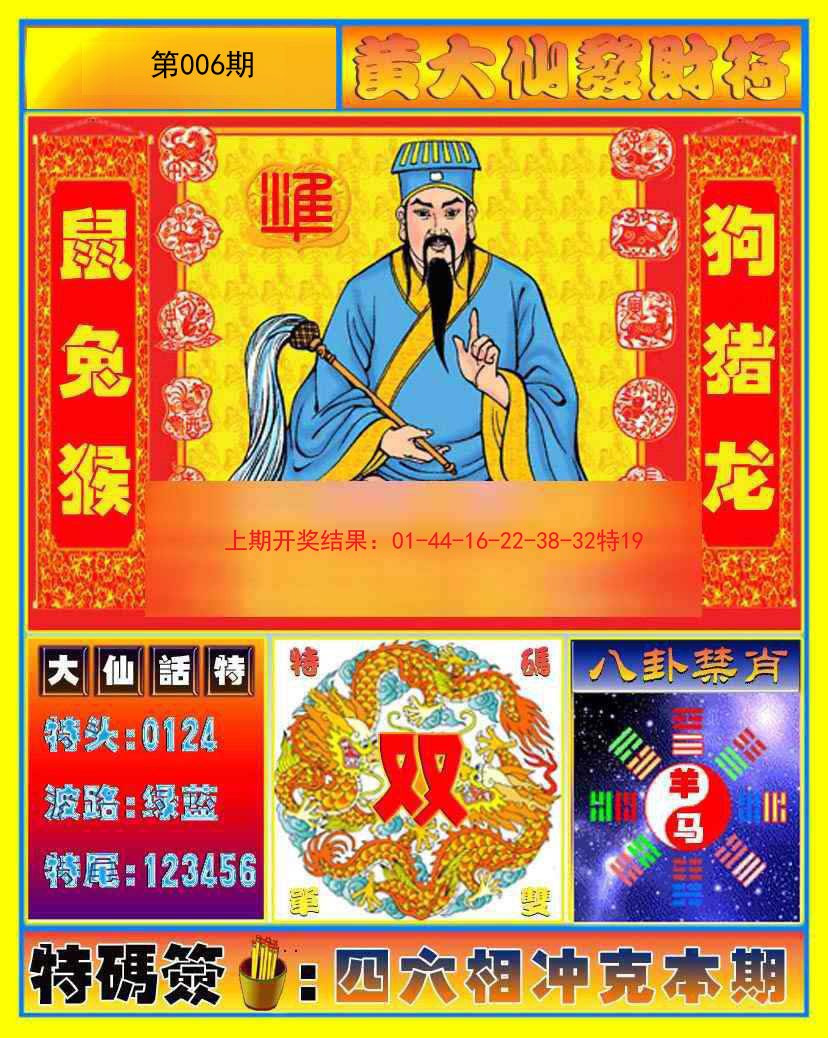 第006期
黃大仙發財符
鼠兔猴
狗猪龙
上期开奖结果：01-44-16-22-38-32特19
大仙話特
特头:0124
波路:绿蓝
特尾:123456
特碼
双
單雙
八卦禁肖
羊
马
特碼簽:四六相冲克本期